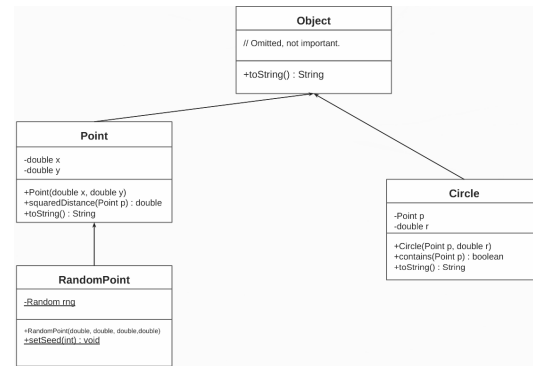 Object
// Omitted, not important.
+toString() : String
Point
-double x
-double y
+Point(double x, double y)
+squaredDistance(Point p) : double
+toString() : String
Circle
-Point p
-double r
+Circle(Point p, double r)
+contains(Point p) : boolean
+toString() : String
RandomPoint
-Random rng
+RandomPoint(double, double, double,double)
+setSeed(int) : void